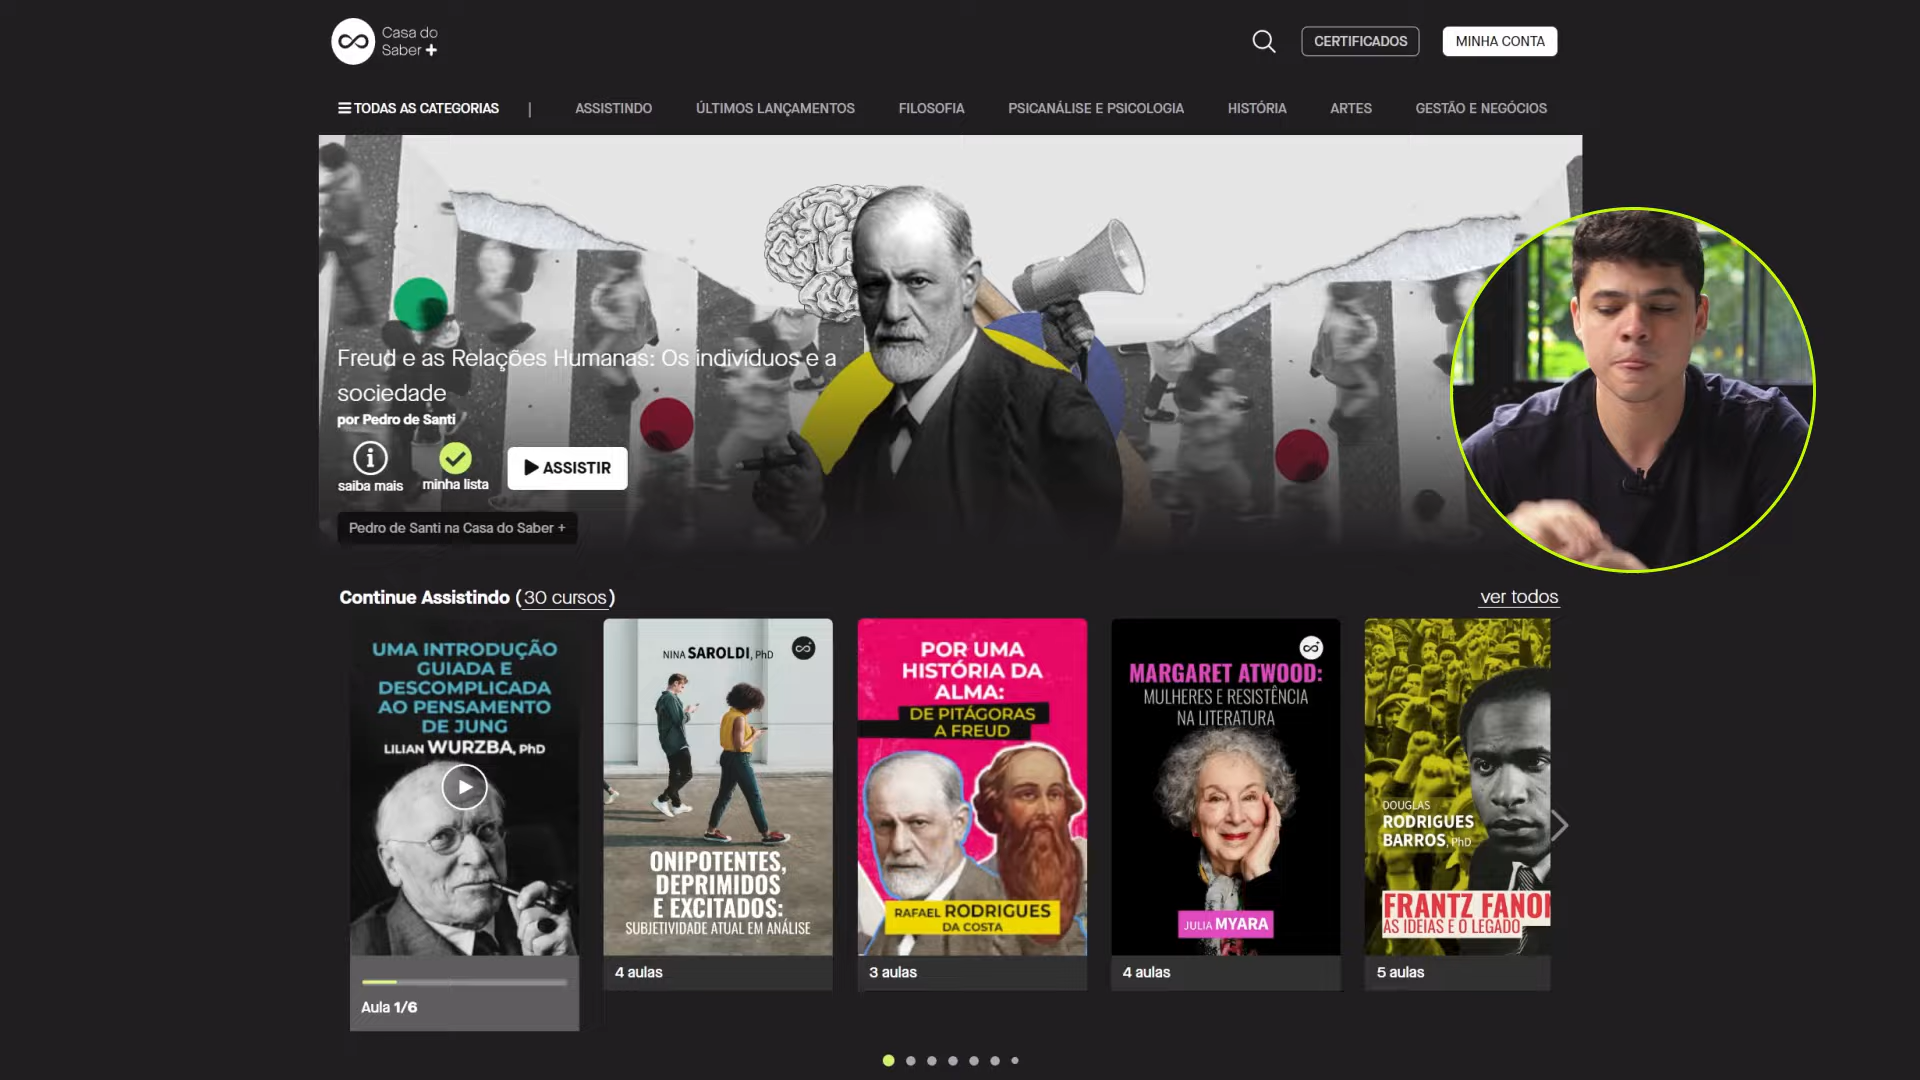 Casa do
Saber +
CERTIFICADOS
MINHA CONTA
TODAS AS CATEGORIAS
|
ASSISTINDO
ÚLTIMOS LANÇAMENTOS
FILOSOFIA
PSICANÁLISE E PSICOLOGIA
HISTÓRIA
ARTES
GESTÃO E NEGÓCIOS
Freud e as Relações Humanas: Os indivíduos e a
sociedade
por Pedro de Santi
saiba mais
minha lista
ASSISTIR
Pedro de Santi na Casa do Saber +
Continue Assistindo (30 cursos)
ver todos
UMA INTRODUÇÃO
GUIADA E
DESCOMPLICADA
AO PENSAMENTO
DE JUNG
LILIAN WURZBA, PhD
Aula 1/6
NINA SAROLDI, PhD
ONIPOTENTES,
DEPRIMIDOS
E EXCITADOS:
SUBJETIVIDADE ATUAL EM ANÁLISE
4 aulas
POR UMA
HISTÓRIA DA
ALMA:
DE PITÁGORAS
A FREUD
RAFAEL RODRIGUES
DA COSTA
3 aulas
MARGARET ATWOOD:
MULHERES E RESISTÊNCIA
NA LITERATURA
JULIA MYARA
4 aulas
DOUGLAS
RODRIGUES
BARROS, PhD
FRANTZ FANON
AS IDEIAS E O LEGADO
5 aulas